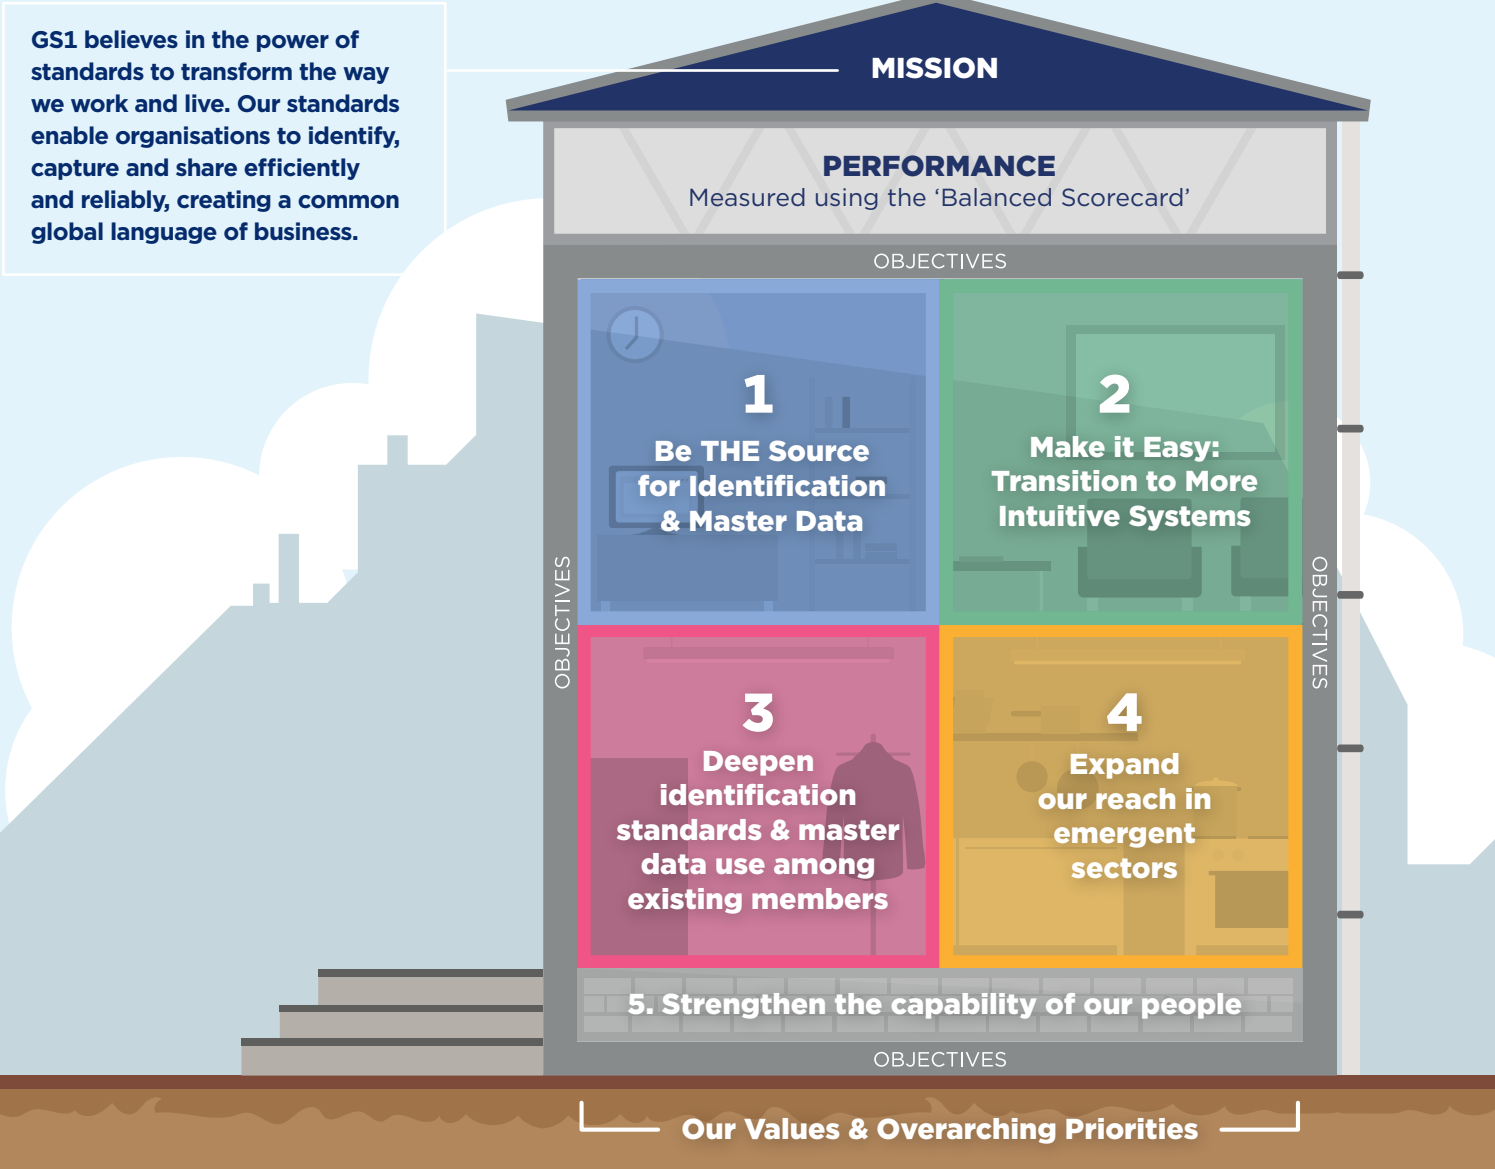 GS1 believes in the power of
standards to transform the way
we work and live. Our standards
enable organisations to identify,
capture and share efficiently
and reliably, creating a common
global language of business.
MISSION
PERFORMANCE
Measured using the ‘Balanced Scorecard’
OBJECTIVES
OBJECTIVES
1
Be THE Source
for Identification
& Master Data
2
Make it Easy:
Transition to More
Intuitive Systems
OBJECTIVES
3
Deepen
identification
standards & master
data use among
existing members
4
Expand
our reach in
emergent
sectors
5. Strengthen the capability of our people
OBJECTIVES
Our Values & Overarching Priorities